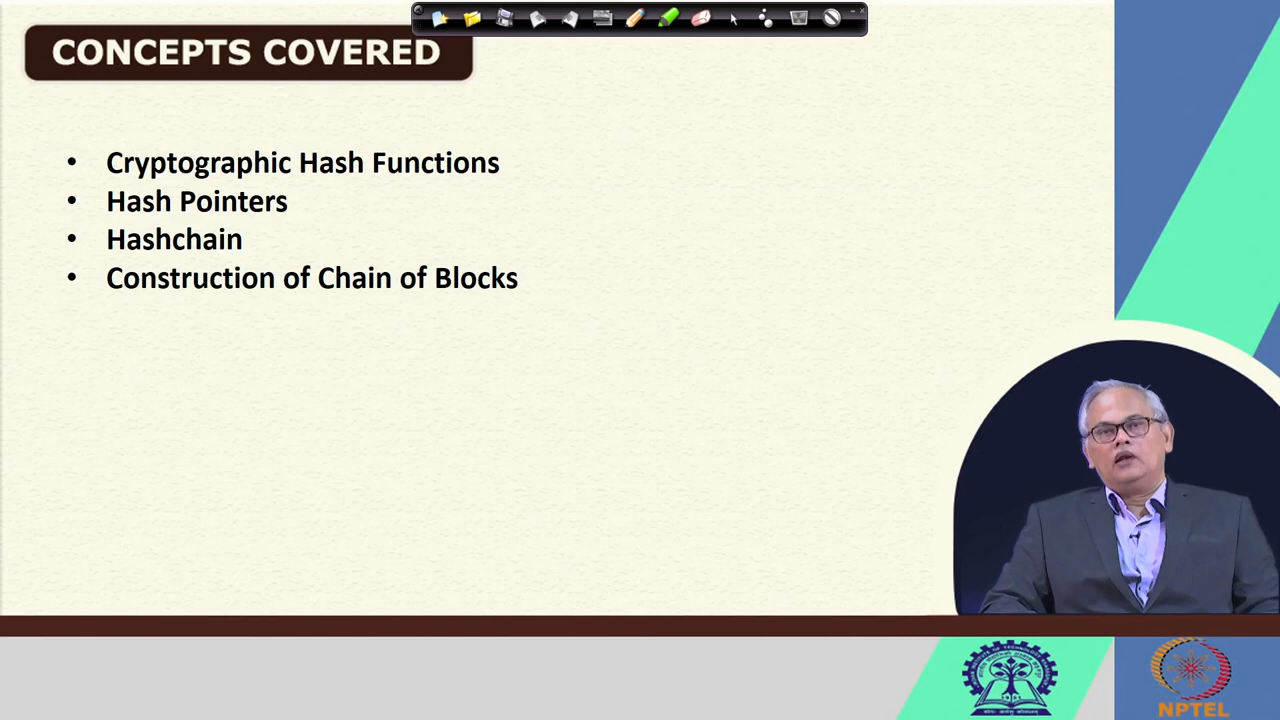 CONCEPTS COVERED
• Cryptographic Hash Functions
• Hash Pointers
• Hashchain
• Construction of Chain of Blocks
NPTEL